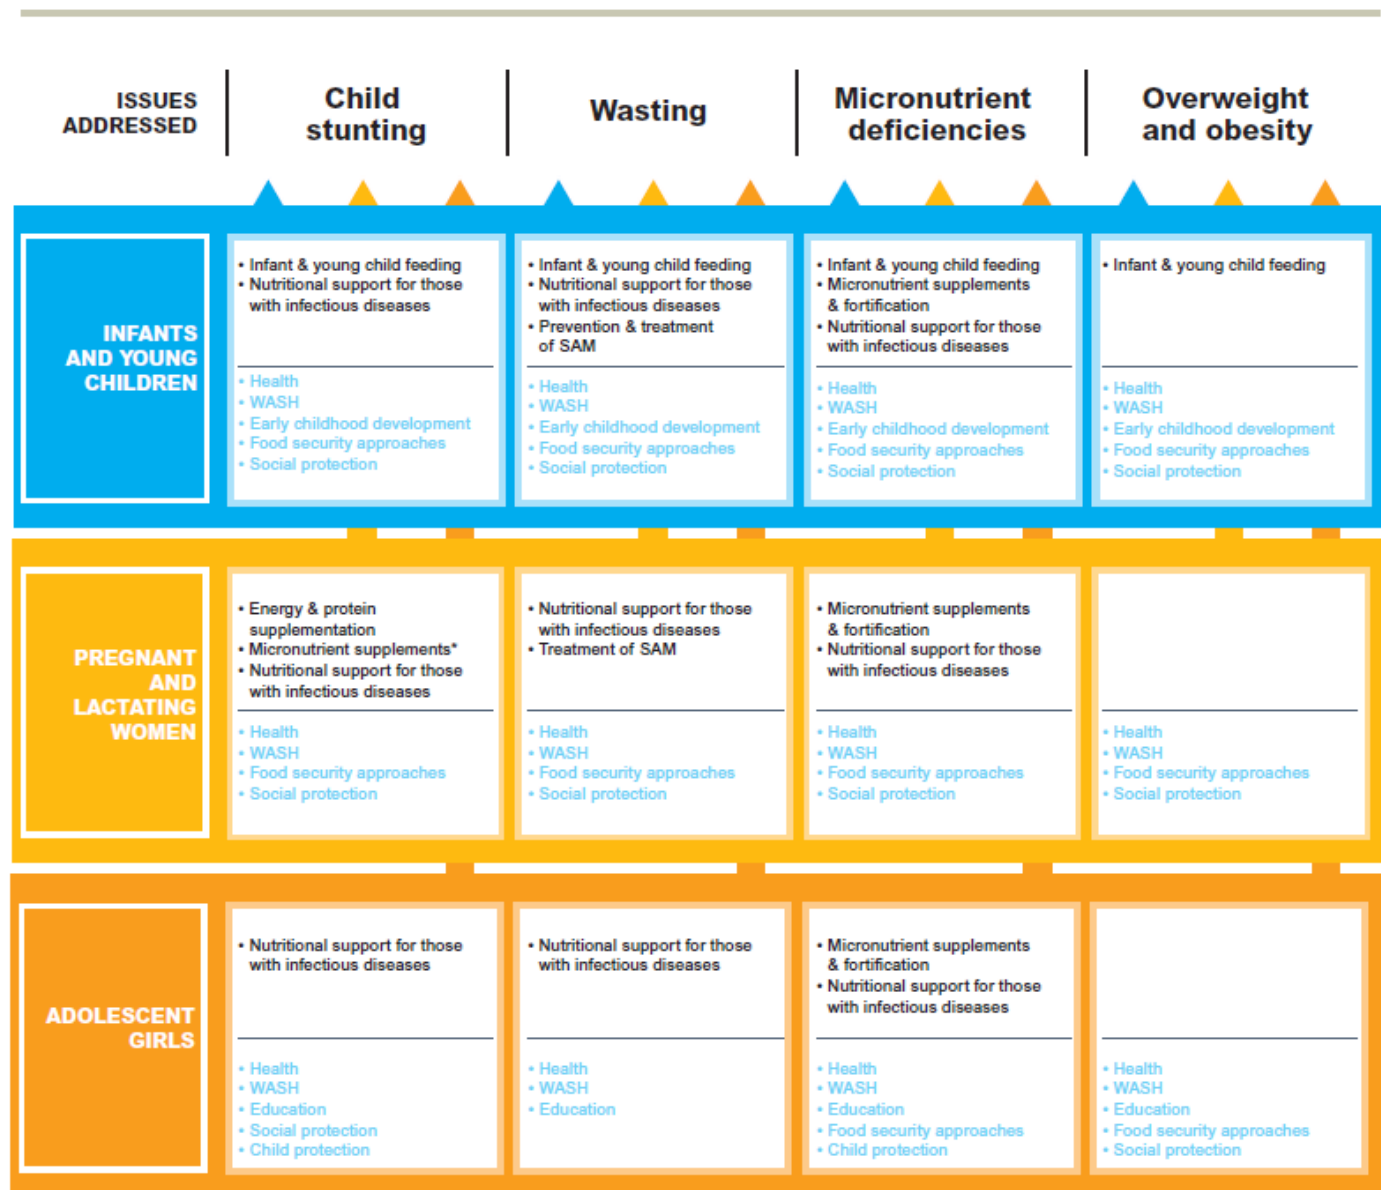 ISSUES
ADDRESSED
Child
stunting
Wasting
Micronutrient
deficiencies
Overweight
and obesity
INFANTS
AND YOUNG
CHILDREN
• Infant & young child feeding
• Nutritional support for those
with infectious diseases
• Health
• WASH
• Early childhood development
• Food security approaches
• Social protection
• Infant & young child feeding
• Nutritional support for those
with infectious diseases
• Prevention & treatment
of SAM
• Health
• WASH
• Early childhood development
• Food security approaches
• Social protection
• Infant & young child feeding
• Micronutrient supplements
& fortification
• Nutritional support for those
with infectious diseases
• Health
• WASH
• Early childhood development
• Food security approaches
• Social protection
• Infant & young child feeding
• Health
• WASH
• Early childhood development
• Food security approaches
• Social protection
PREGNANT
AND
LACTATING
WOMEN
• Energy & protein
supplementation
• Micronutrient supplements*
• Nutritional support for those
with infectious diseases
• Health
• WASH
• Food security approaches
• Social protection
• Nutritional support for those
with infectious diseases
• Treatment of SAM
• Health
• WASH
• Food security approaches
• Social protection
• Micronutrient supplements
& fortification
• Nutritional support for those
with infectious diseases
• Health
• WASH
• Food security approaches
• Social protection
• Health
• WASH
• Food security approaches
• Social protection
ADOLESCENT
GIRLS
• Nutritional support for those
with infectious diseases
• Health
• WASH
• Education
• Social protection
• Child protection
• Nutritional support for those
with infectious diseases
• Health
• WASH
• Education
• Micronutrient supplements
& fortification
• Nutritional support for those
with infectious diseases
• Health
• WASH
• Education
• Food security approaches
• Child protection
• Health
• WASH
• Education
• Food security approaches
• Social protection